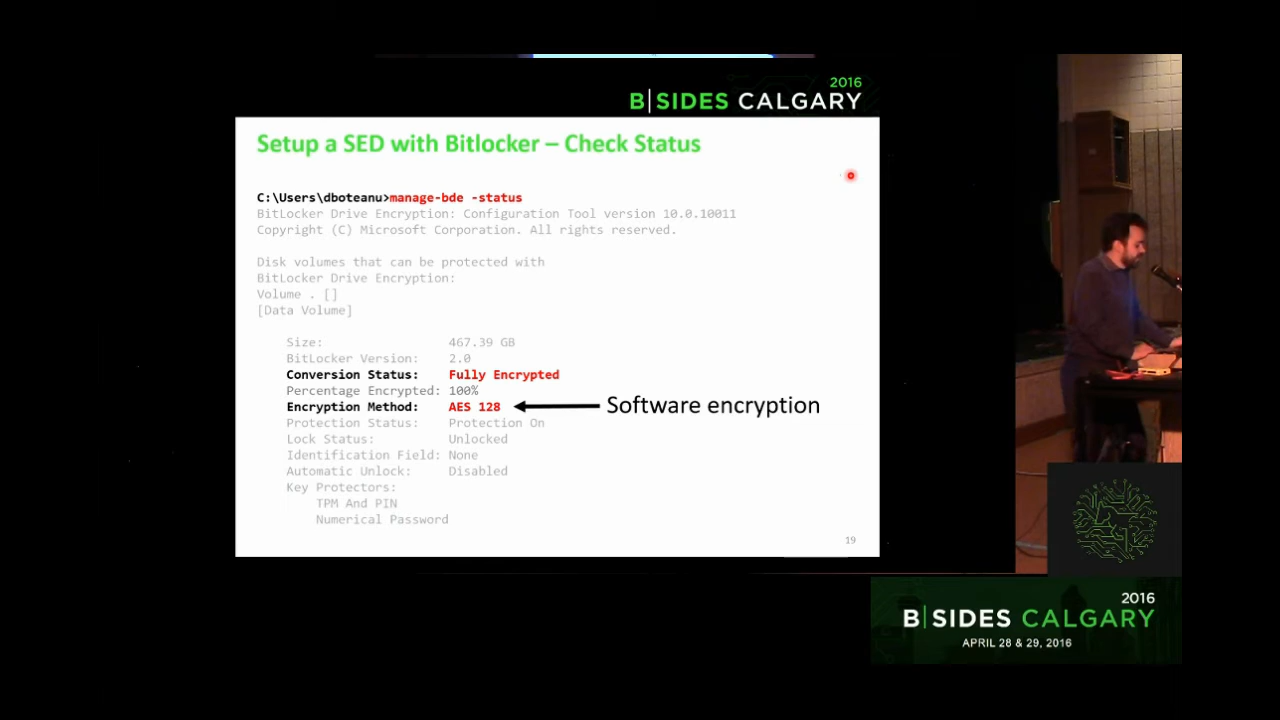 2016
B|SIDES CALGARY
Setup a SED with Bitlocker – Check Status
C:\Users\dboteanu>manage-bde -status
BitLocker Drive Encryption: Configuration Tool version 10.0.10011
Copyright (C) Microsoft Corporation. All rights reserved.
Disk volumes that can be protected with
BitLocker Drive Encryption:
Volume . []
[Data Volume]
Size: 467.39 GB
BitLocker Version: 2.0
Conversion Status: Fully Encrypted
Percentage Encrypted: 100%
Encryption Method: AES 128 Software encryption
Protection Status: Protection On
Lock Status: Unlocked
Identification Field: None
Automatic Unlock: Disabled
Key Protectors:
TPM And PIN
Numerical Password
19
2016
B|SIDES CALGARY
APRIL 28 & 29, 2016